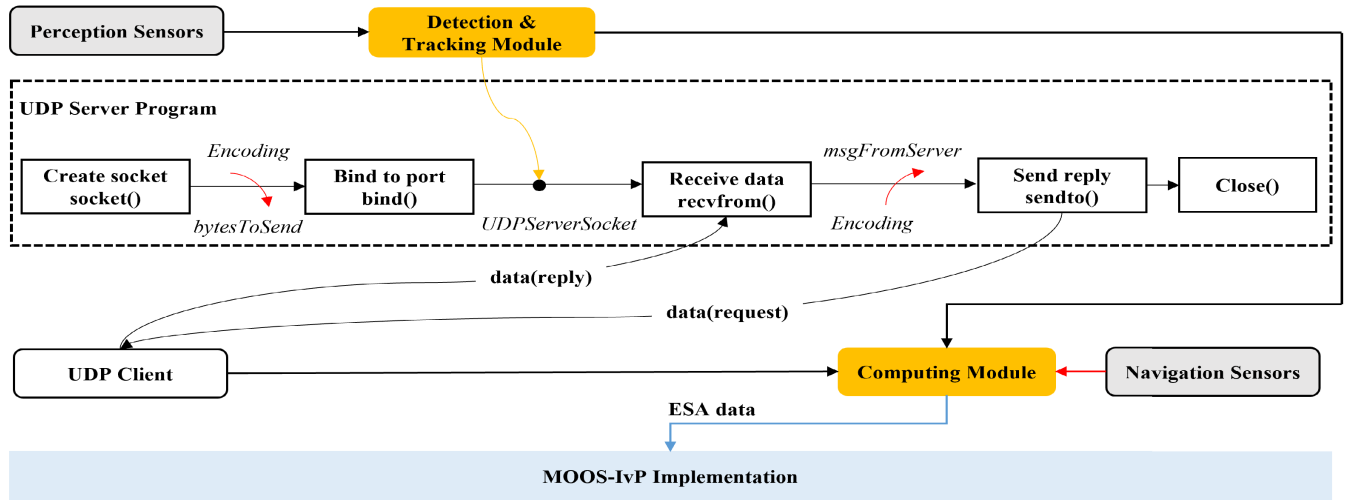 Perception Sensors
Detection &
Tracking Module
UDP Server Program
Create socket
socket()
Encoding
bytesToSend
Bind to port
bind()
UDPServerSocket
Receive data
recvfrom()
msgFromServer
Encoding
Send reply
sendto()
Close()
data(reply)
data(request)
UDP Client
Computing Module
Navigation Sensors
ESA data
MOOS-IvP Implementation